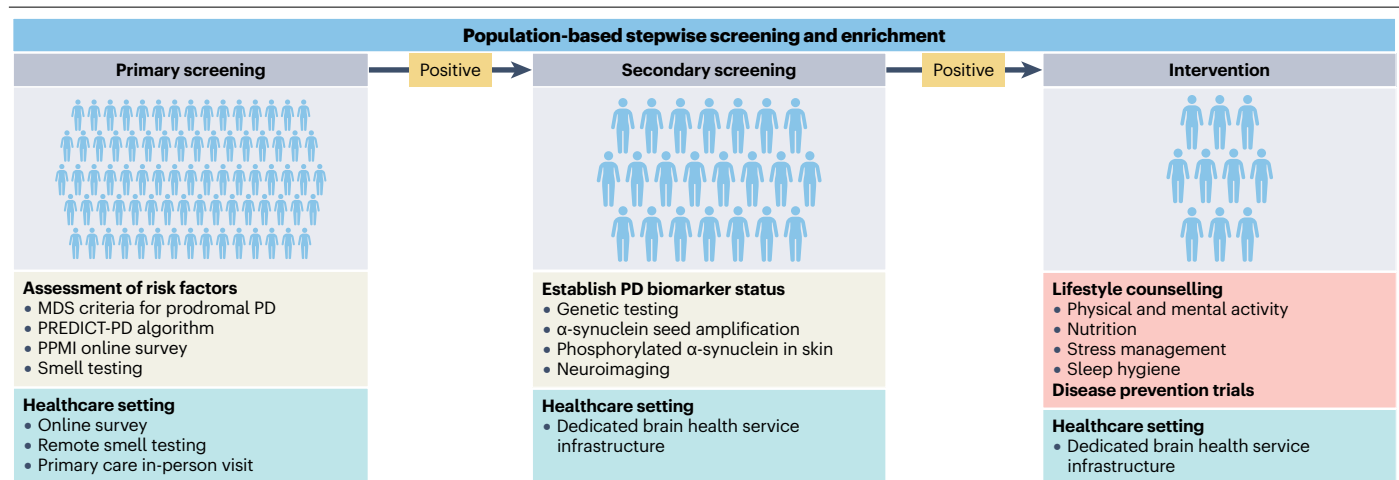 Population-based stepwise screening and enrichment
Primary screening
Positive
Secondary screening
Positive
Intervention
Assessment of risk factors
• MDS criteria for prodromal PD
• PREDICT-PD algorithm
• PPMI online survey
• Smell testing
Healthcare setting
• Online survey
• Remote smell testing
• Primary care in-person visit
Establish PD biomarker status
• Genetic testing
• α-synuclein seed amplification
• Phosphorylated α-synuclein in skin
• Neuroimaging
Healthcare setting
• Dedicated brain health service
infrastructure
Lifestyle counselling
• Physical and mental activity
• Nutrition
• Stress management
• Sleep hygiene
Disease prevention trials
Healthcare setting
• Dedicated brain health service
infrastructure